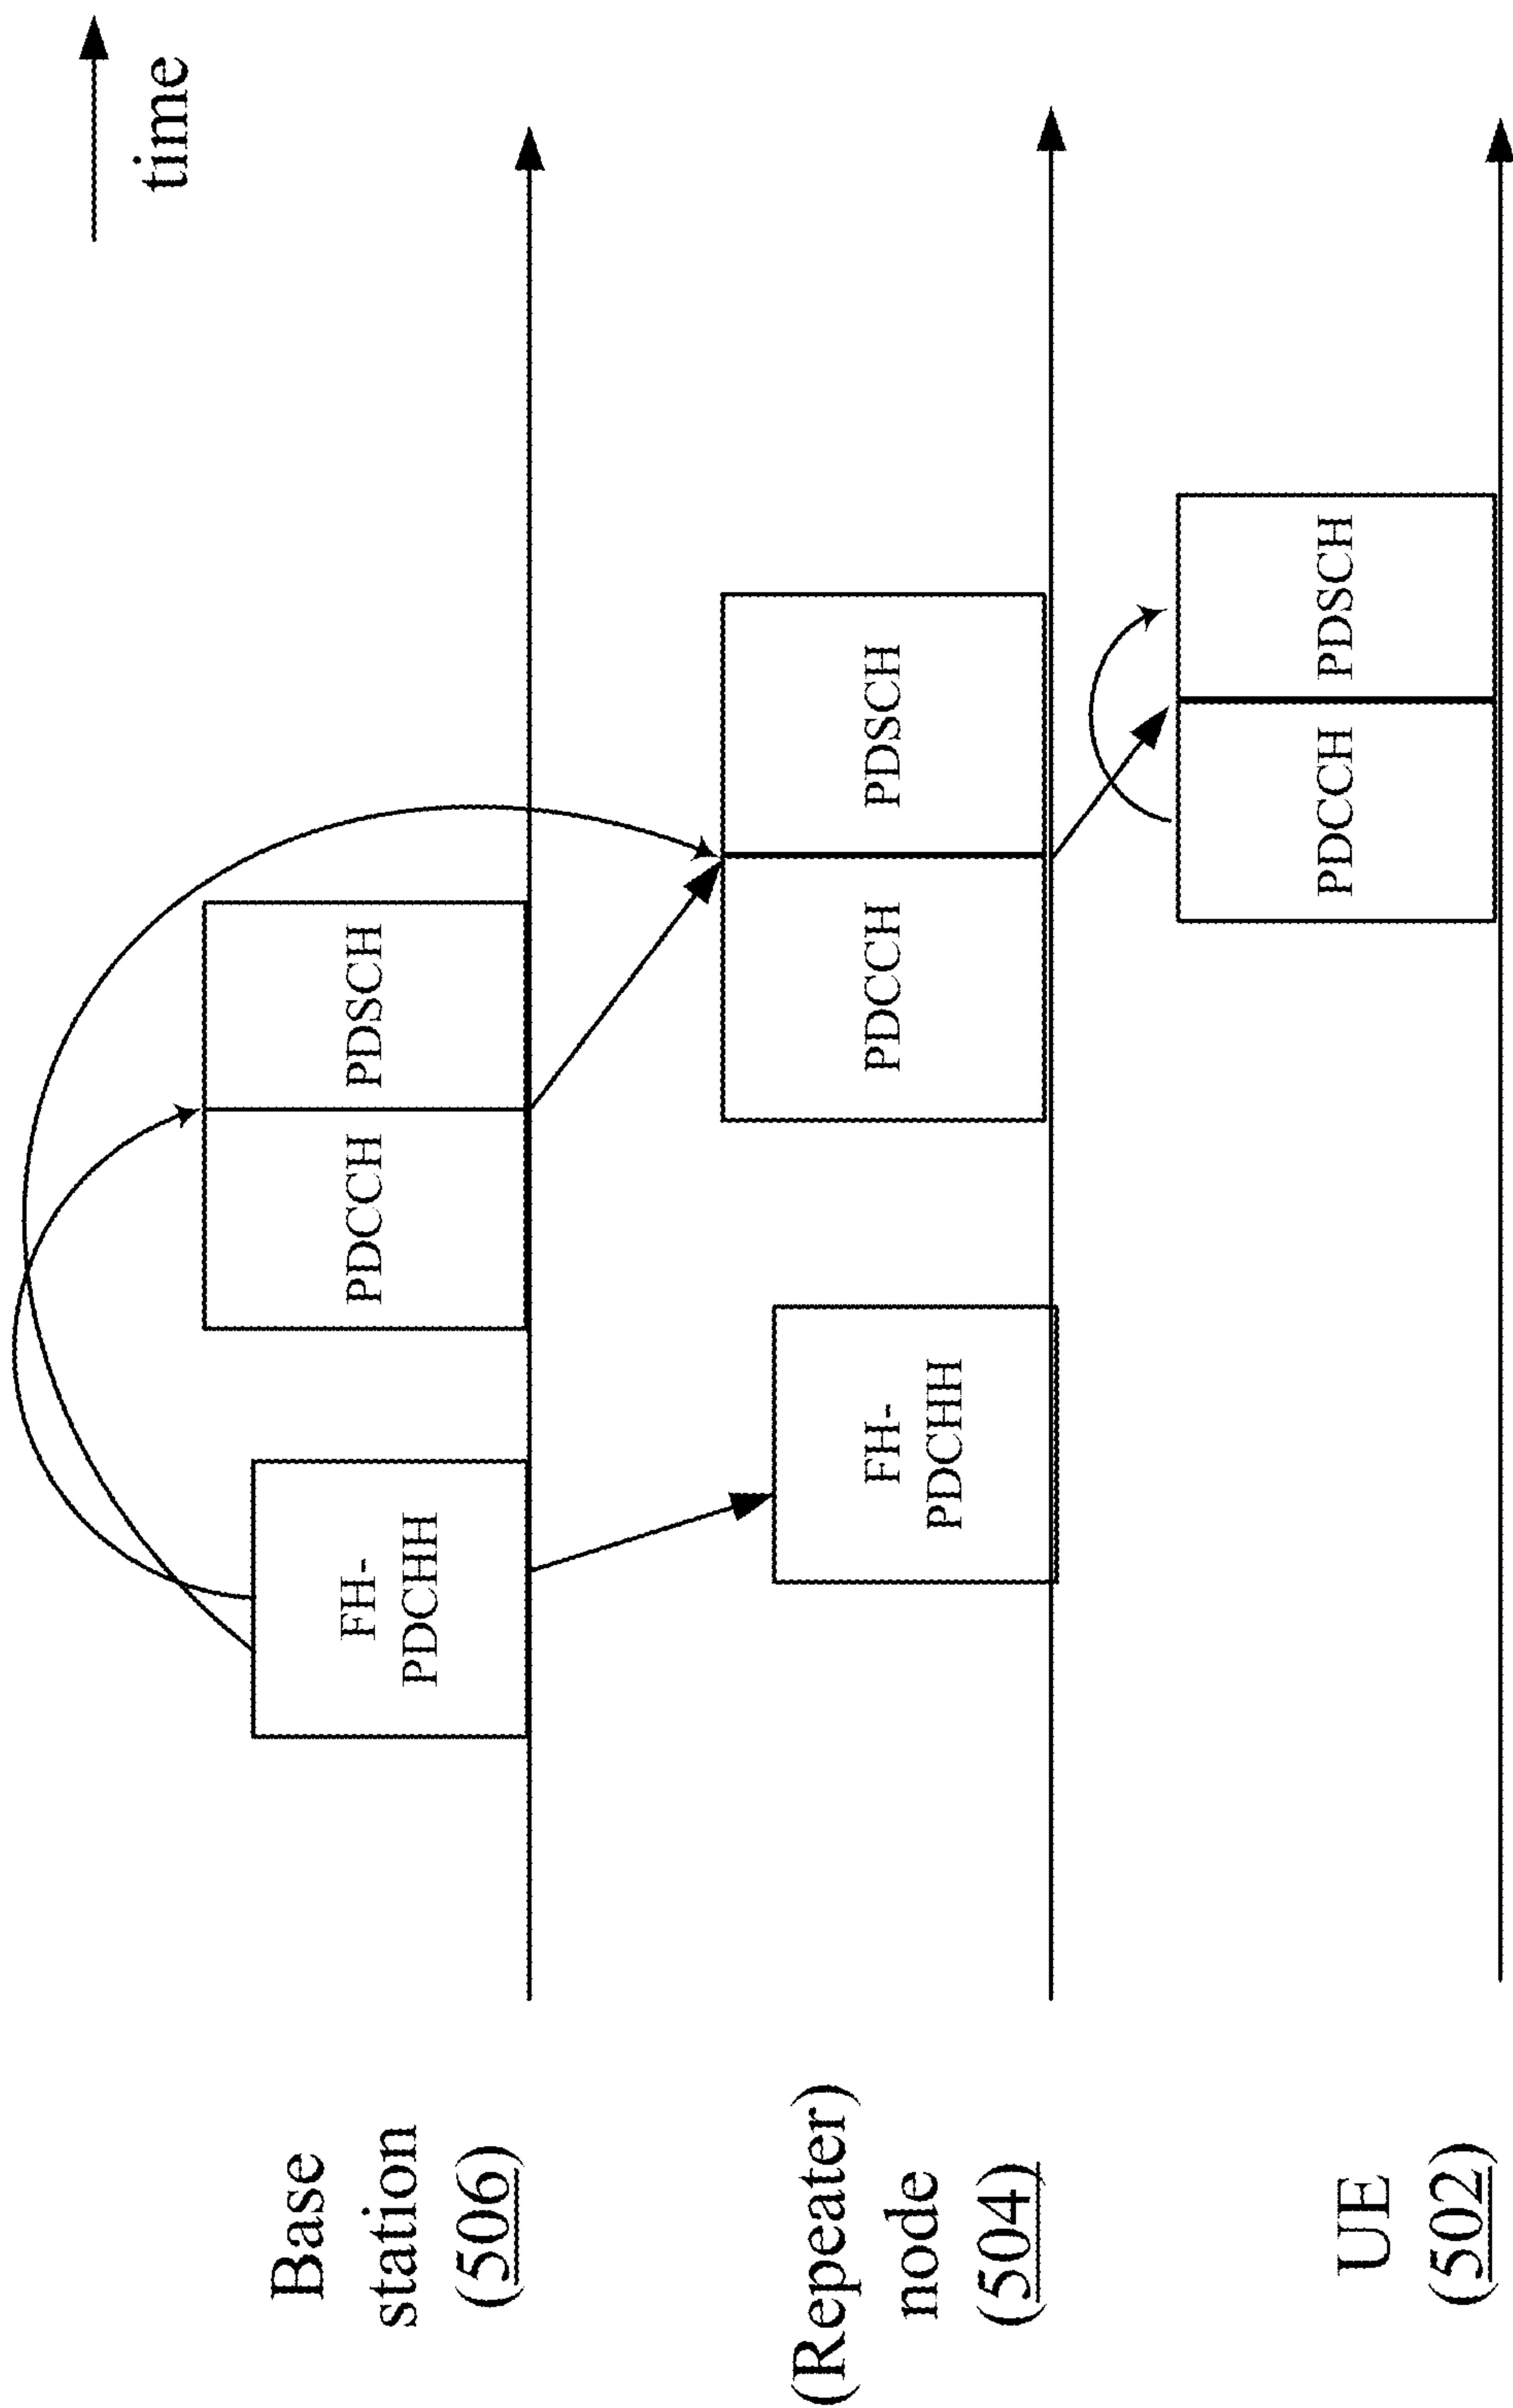 time
Base
station
(506)
FH-
PDCHH
PDCCH
PDSCH
(Repeater)
node
(504)
FH-
PDCHH
PDCCH
PDSCH
UE
(502)
PDCCH
PDSCH